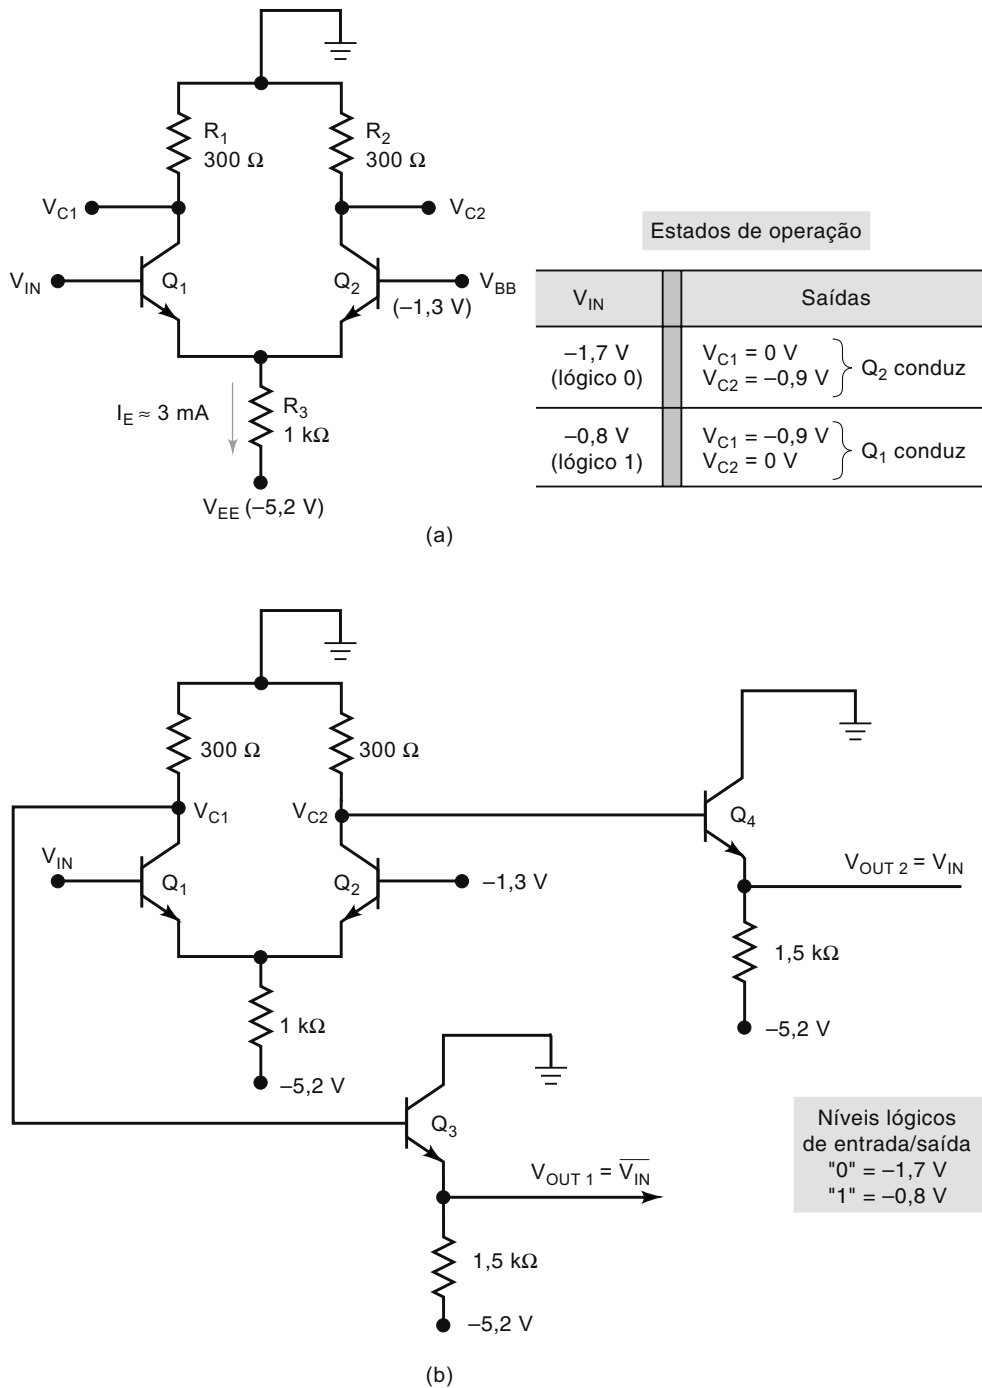 R1
300 Ω
R2
300 Ω
VC1
VC2
VIN
Q1
Q2
VBB
(–1,3 V)
IE ≈ 3 mA
R3
1 kΩ
VEE (–5,2 V)
(a)
Estados de operação
VIN
Saídas
–1,7 V
(lógico 0)
VC1 = 0 V
VC2 = –0,9 V
Q2 conduz
–0,8 V
(lógico 1)
VC1 = –0,9 V
VC2 = 0 V
Q1 conduz
300 Ω
300 Ω
VC1
VC2
VIN
Q1
Q2
–1,3 V
Q4
VOUT 2 = VIN
1,5 kΩ
–5,2 V
1 kΩ
–5,2 V
Q3
VOUT 1 = V̅I̅N̅
1,5 kΩ
–5,2 V
Níveis lógicos
de entrada/saída
"0" = –1,7 V
"1" = –0,8 V
(b)